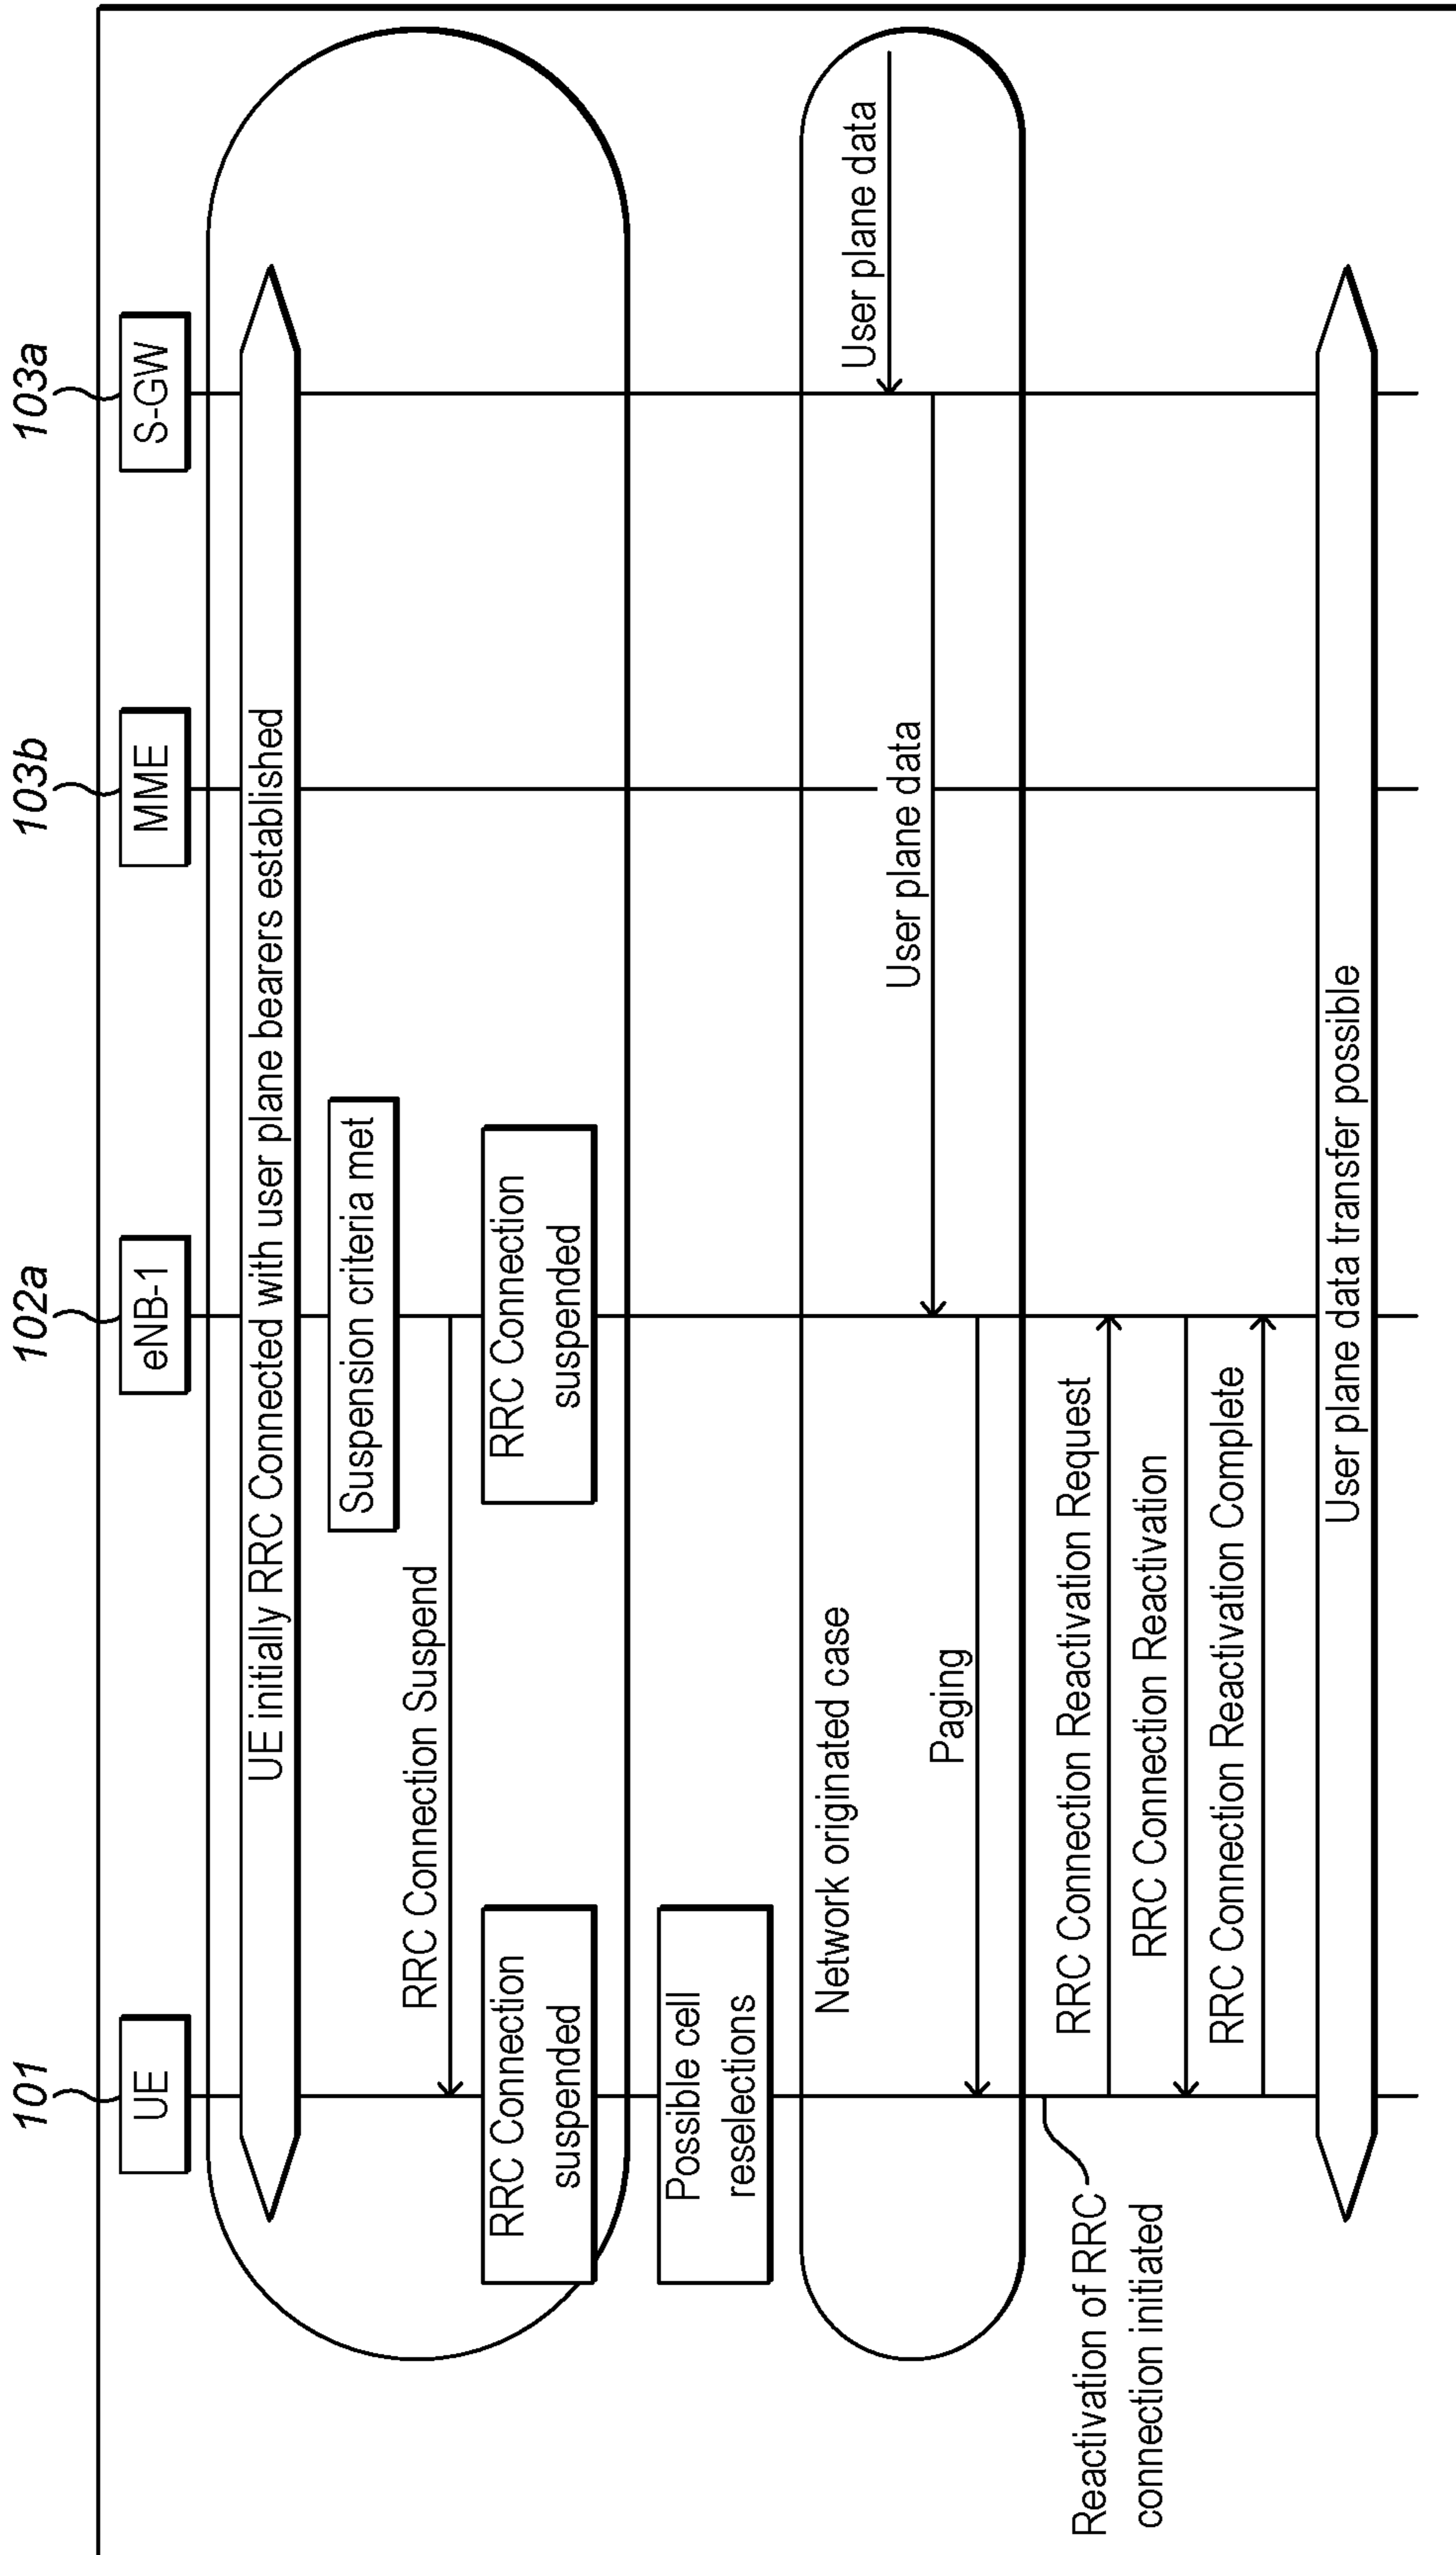 101
102a
103b
103a
UE
eNB-1
MME
S-GW
UE initially RRC Connected with user plane bearers established
Suspension criteria met
RRC Connection Suspend
RRC Connection
suspended
RRC Connection
suspended
Possible cell
reselections
Network originated case
User plane data
User plane data
Paging
Reactivation of RRC
connection initiated
RRC Connection Reactivation Request
RRC Connection Reactivation
RRC Connection Reactivation Complete
User plane data transfer possible